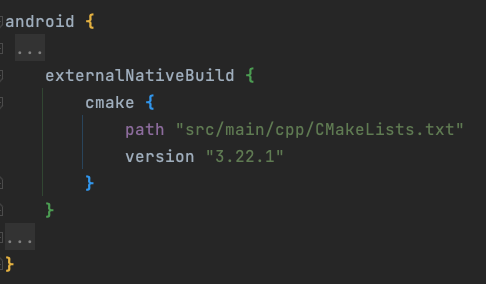 android {
...
externalNativeBuild {
cmake {
path "src/main/cpp/CMakeLists.txt"
version "3.22.1"
}
}
...
}